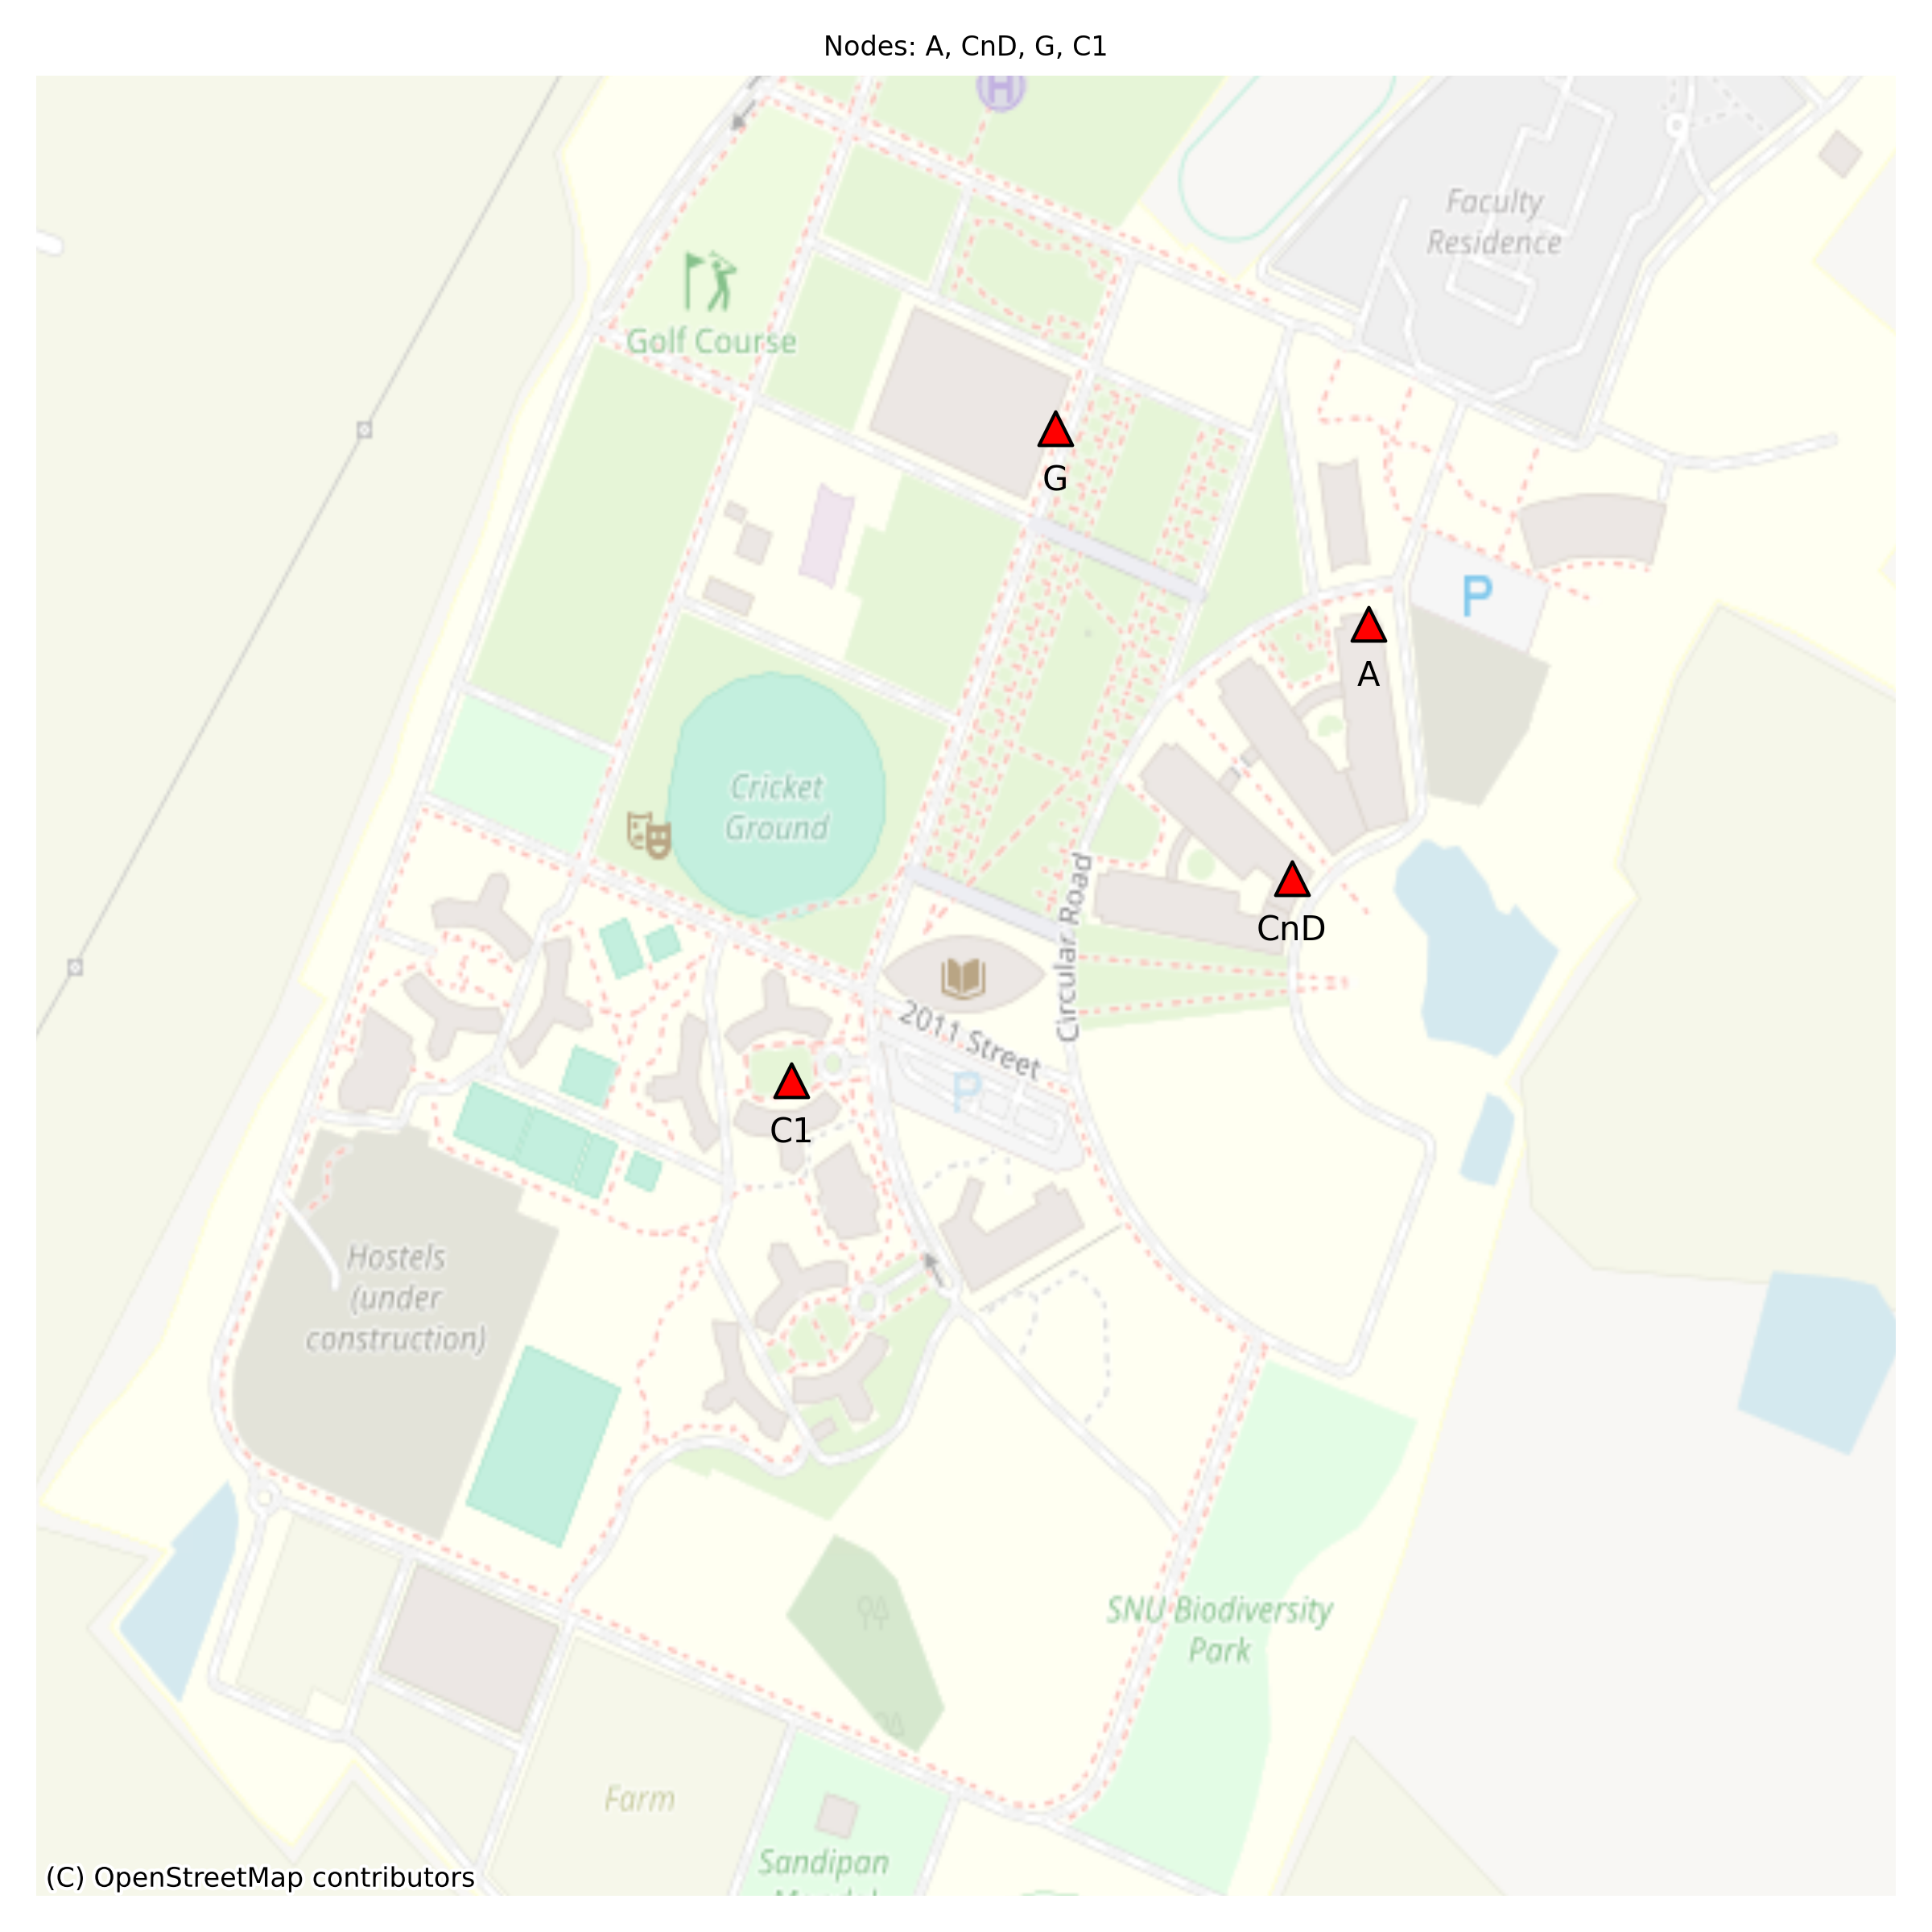 Nodes: A, CnD, G, C1
H
Faculty
Residence
Golf Course
G
P
A
Cricket
Ground
CnD
Circular Road
2011 Street
P
C1
Hostels
(under
construction)
SNU Biodiversity
Park
Farm
Sandipan
(C) OpenStreetMap contributors